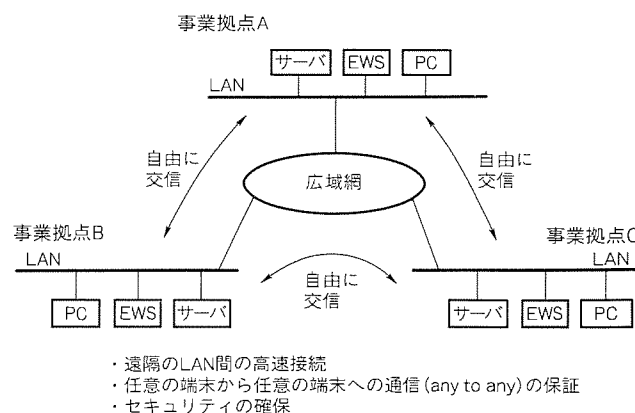 事業拠点A
サーバ EWS PC
LAN
自由に
交信
自由に
交信
広域網
事業拠点B
LAN
事業拠点C
LAN
自由に
交信
PC EWS サーバ
サーバ EWS PC
・遠隔のLAN間の高速接続
・任意の端末から任意の端末への通信(any to any)の保証
・セキュリティの確保